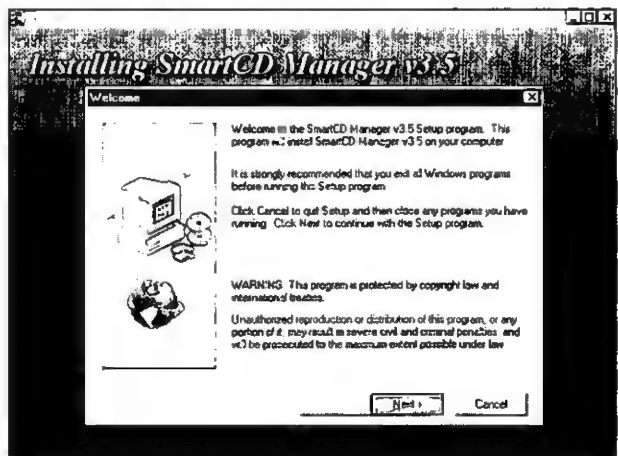 Installing SmartCD Manager v3.5
Welcome
Welcome to the SmartCD Manager v3.5 Setup program. This
program will install SmartCD Manager v3.5 on your computer
It is strongly recommended that you exit all Windows programs
before running this Setup program
Click Cancel to quit Setup and then close any programs you have
running. Click Next to continue with the Setup program.
WARNING. This program is protected by copyright law and
international treaties.
Unauthorized reproduction or distribution of this program, or any
portion of it, may result in severe civil and criminal penalties, and
will be prosecuted to the maximum extent possible under law
Next >
Cancel